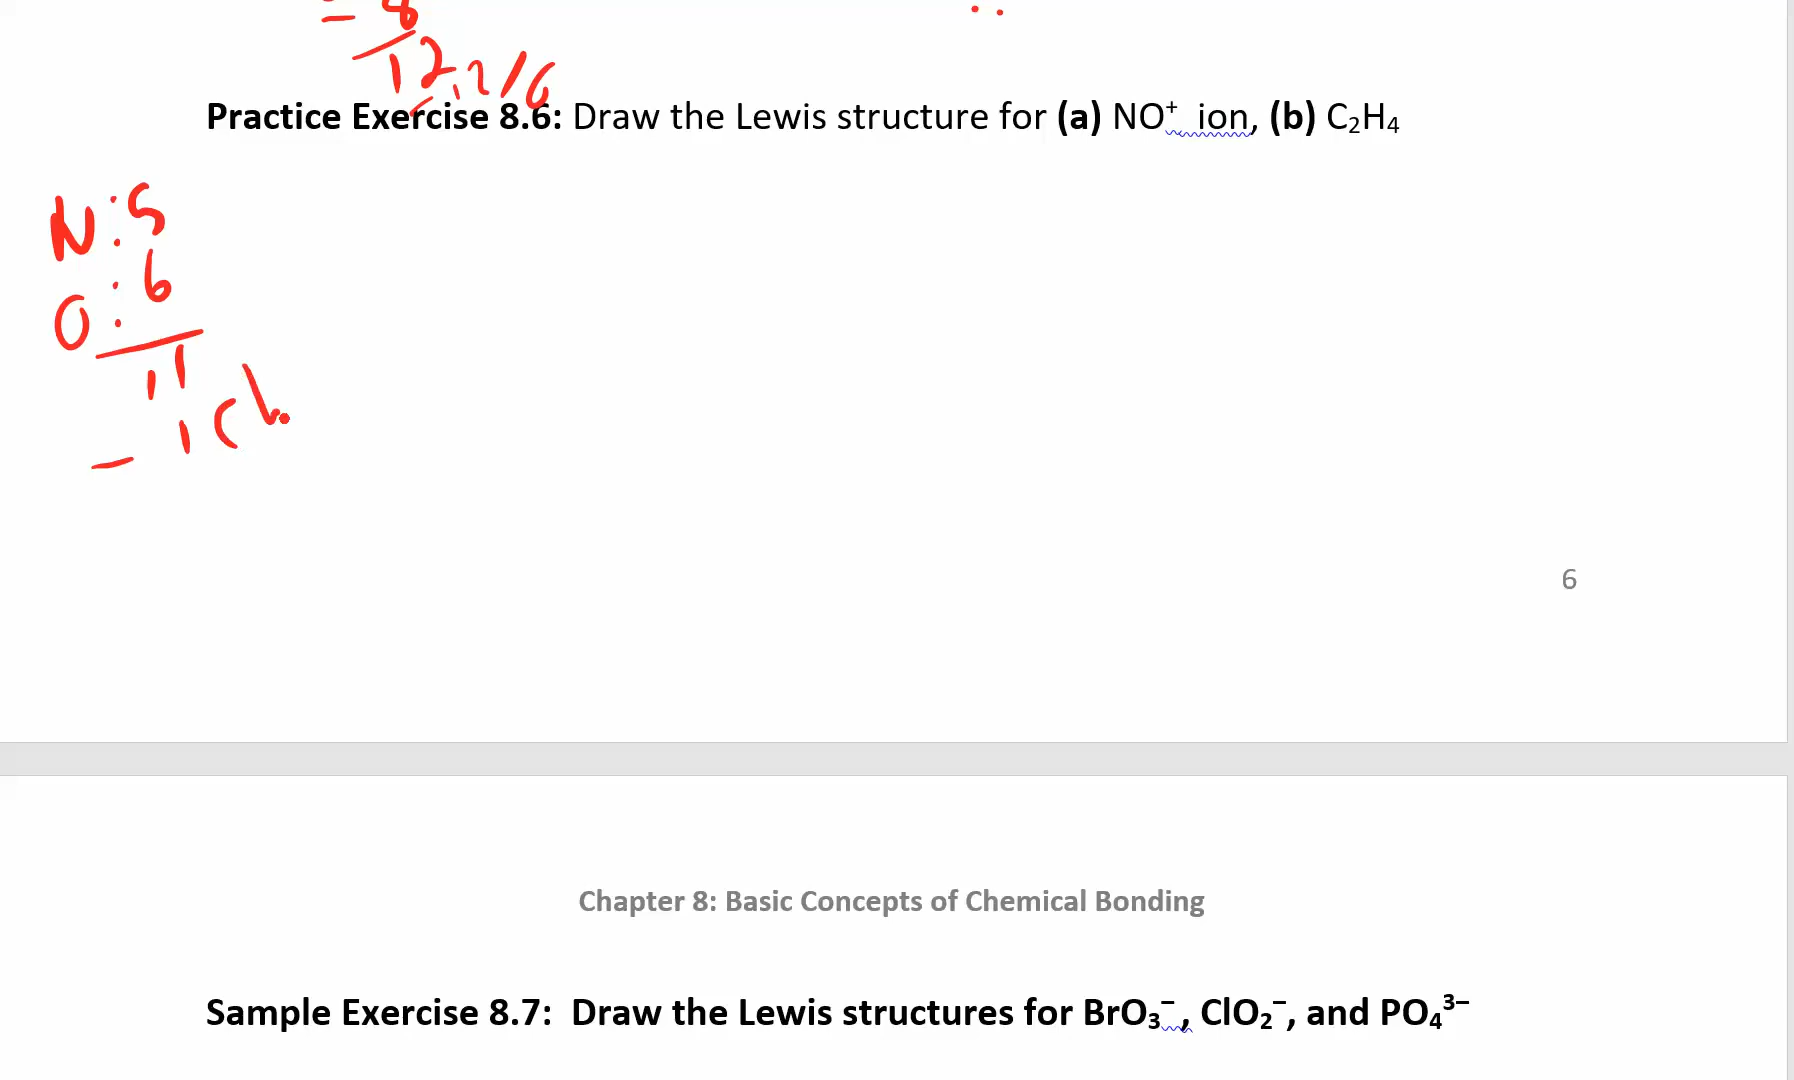 = 8
12, 2/6
Practice Exercise 8.6: Draw the Lewis structure for (a) NO⁺ ion, (b) C₂H₄
N : 5
O : 6
11
- 1 (
6
Chapter 8: Basic Concepts of Chemical Bonding
Sample Exercise 8.7: Draw the Lewis structures for BrO₃⁻, ClO₂⁻, and PO₄³⁻